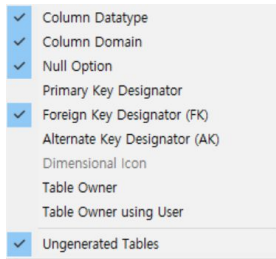 Column Datatype
Column Domain
Null Option
Primary Key Designator
Foreign Key Designator (FK)
Alternate Key Designator (AK)
Dimensional Icon
Table Owner
Table Owner using User
Ungenerated Tables